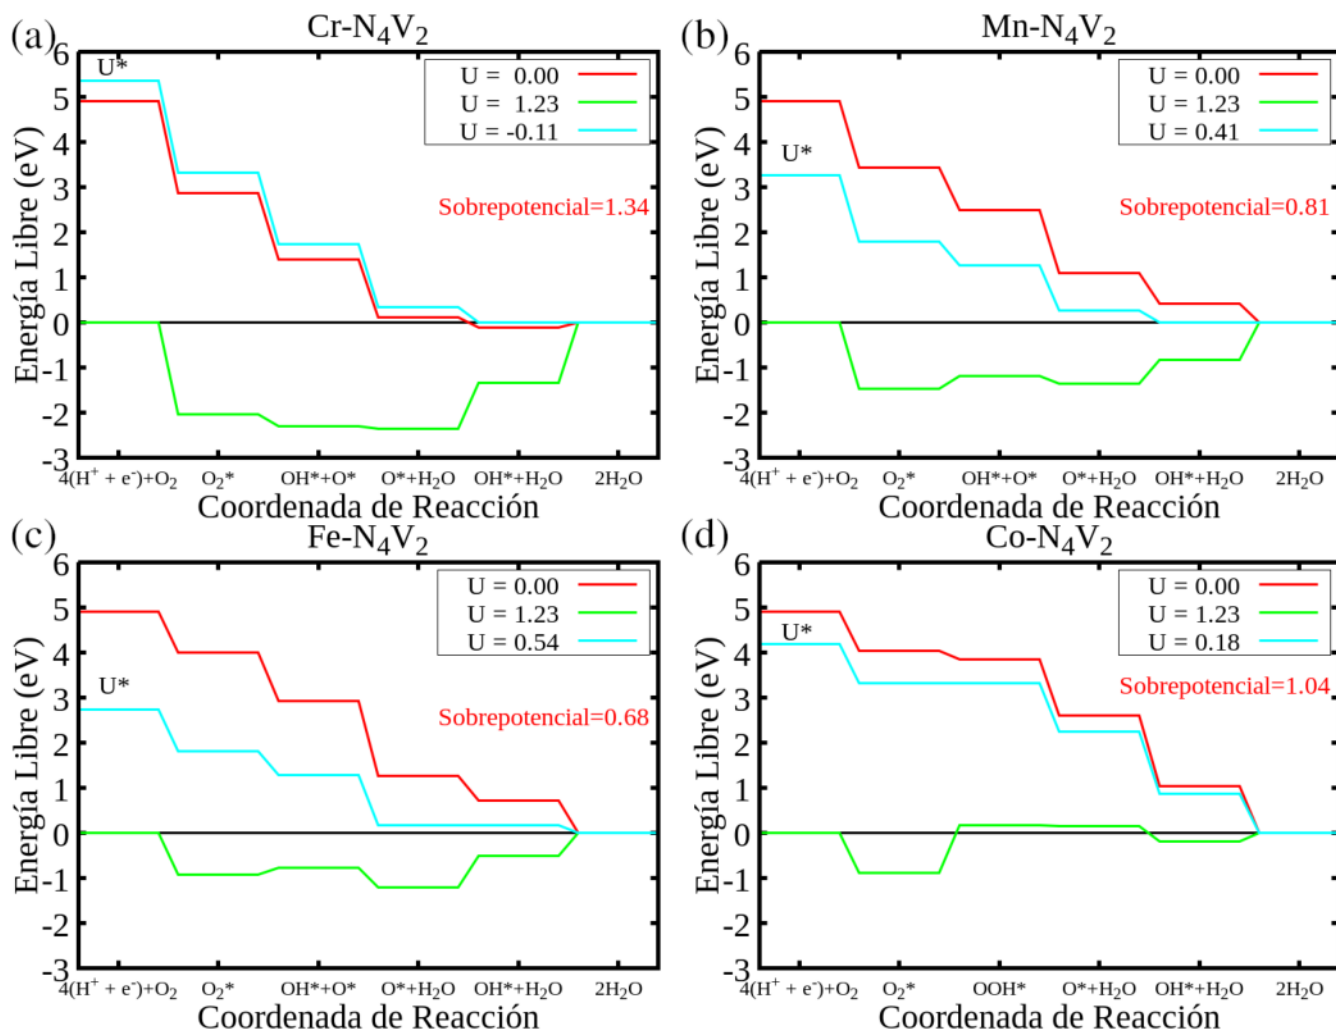 (a)
Cr-N₄V₂
6
5
4
3
2
1
0
-1
-2
-3
Energía Libre (eV)
U*
U = 0.00
U = 1.23
U = -0.11
Sobrepotencial=1.34
4(H⁺ + e⁻)+O₂ O₂* OH*+O* O*+H₂O OH*+H₂O 2H₂O
Coordenada de Reacción
(b)
Mn-N₄V₂
6
5
4
3
2
1
0
-1
-2
-3
Energía Libre (eV)
U*
U = 0.00
U = 1.23
U = 0.41
Sobrepotencial=0.81
4(H⁺ + e⁻)+O₂ O₂* OH*+O* O*+H₂O OH*+H₂O 2H₂O
Coordenada de Reacción
(c)
Fe-N₄V₂
6
5
4
3
2
1
0
-1
-2
-3
Energía Libre (eV)
U*
U = 0.00
U = 1.23
U = 0.54
Sobrepotencial=0.68
4(H⁺ + e⁻)+O₂ O₂* OH*+O* O*+H₂O OH*+H₂O 2H₂O
Coordenada de Reacción
(d)
Co-N₄V₂
6
5
4
3
2
1
0
-1
-2
-3
Energía Libre (eV)
U*
U = 0.00
U = 1.23
U = 0.18
Sobrepotencial=1.04
4(H⁺ + e⁻)+O₂ O₂* OOH* O*+H₂O OH*+H₂O 2H₂O
Coordenada de Reacción